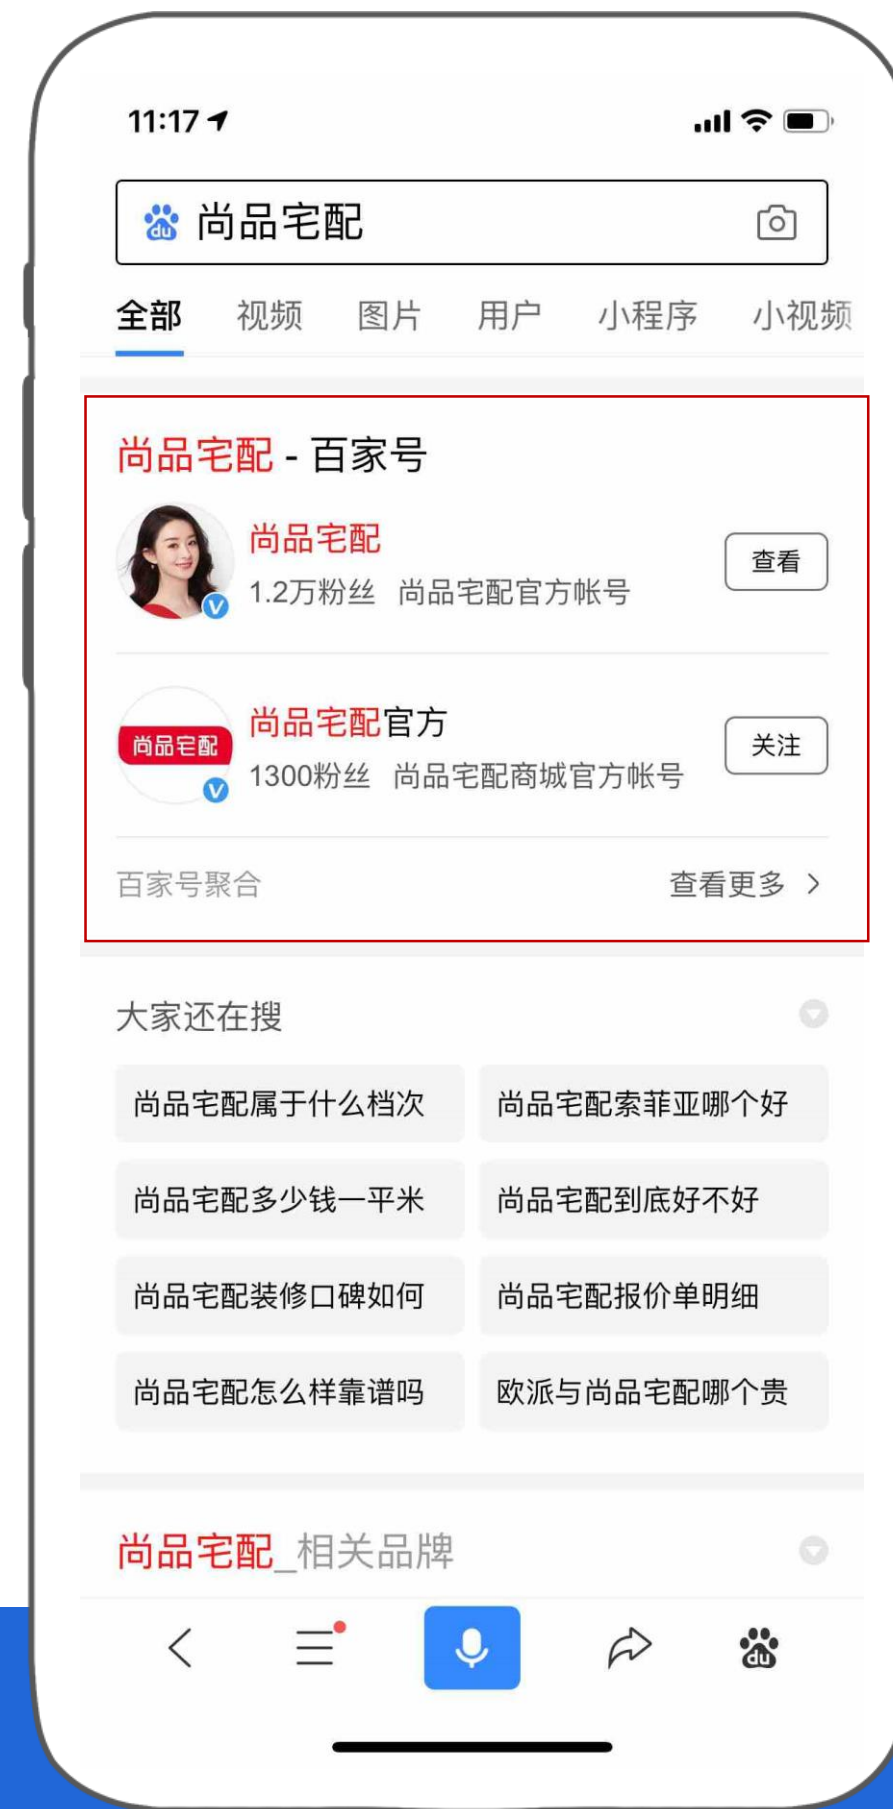 11:17
du 尚品宅配
全部 视频 图片 用户 小程序 小视频
尚品宅配 - 百家号
尚品宅配
1.2万粉丝 尚品宅配官方帐号
查看
尚品宅配
尚品宅配官方
1300粉丝 尚品宅配商城官方帐号
关注
百家号聚合 查看更多
大家还在搜
尚品宅配属于什么档次 尚品宅配索菲亚哪个好
尚品宅配多少钱一平米 尚品宅配到底好不好
尚品宅配装修口碑如何 尚品宅配报价单明细
尚品宅配怎么样靠谱吗 欧派与尚品宅配哪个贵
尚品宅配_相关品牌
du